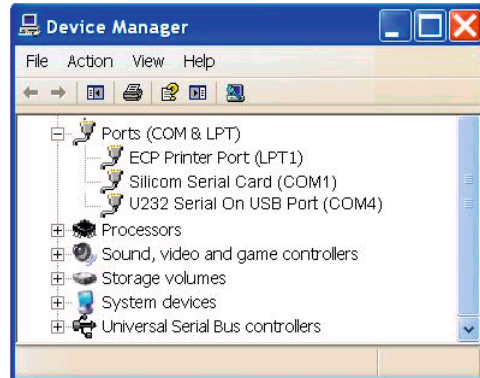 Device Manager
File Action View Help
Ports (COM & LPT)
ECP Printer Port (LPT1)
Silicom Serial Card (COM1)
U232 Serial On USB Port (COM4)
Processors
Sound, video and game controllers
Storage volumes
System devices
Universal Serial Bus controllers